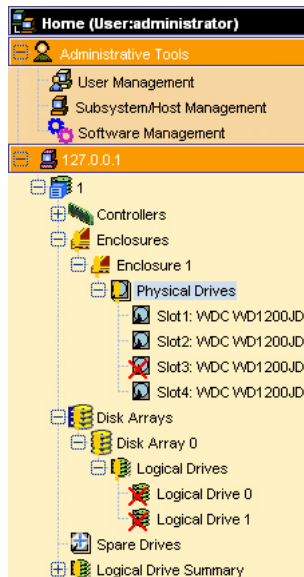 Home (User:administrator)
Administrative Tools
User Management
Subsystem/Host Management
Software Management
127.0.0.1
1
Controllers
Enclosures
Enclosure 1
Physical Drives
Slot1: WDC WD1200JD
Slot2: WDC WD1200JD
Slot3: WDC WD1200JD
Slot4: WDC WD1200JD
Disk Arrays
Disk Array 0
Logical Drives
Logical Drive 0
Logical Drive 1
Spare Drives
Logical Drive Summary